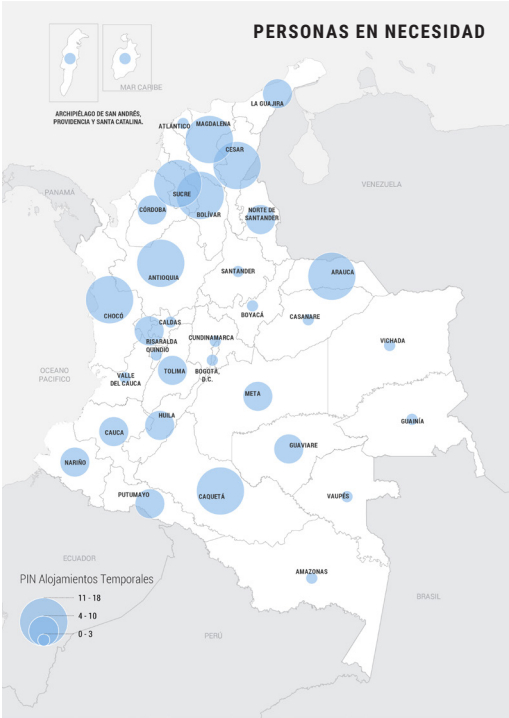 PERSONAS EN NECESIDAD
MAR CARIBE
ARCHIPIÉLAGO DE SAN ANDRÉS,
PROVIDENCIA Y SANTA CATALINA.
LA GUAJIRA
ATLÁNTICO
MAGDALENA
CESAR
VENEZUELA
PANAMÁ
SUCRE
CÓRDOBA
BOLÍVAR
NORTE DE
SANTANDER
ANTIOQUIA
SANTANDER
ARAUCA
CHOCÓ
BOYACÁ
CASANARE
CALDAS
RISARALDA
QUINDÍO
CUNDINAMARCA
VICHADA
OCEANO
PACIFICO
VALLE
DEL CAUCA
TOLIMA
BOGOTÁ,
D.C.
META
HUILA
CAUCA
GUAINÍA
GUAVIARE
NARIÑO
PUTUMAYO
CAQUETÁ
VAUPÉS
ECUADOR
AMAZONAS
BRASIL
PERÚ
PIN Alojamientos Temporales
11 - 18
4 - 10
0 - 3